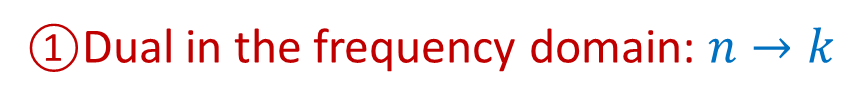 ①Dual in the frequency domain: n → k